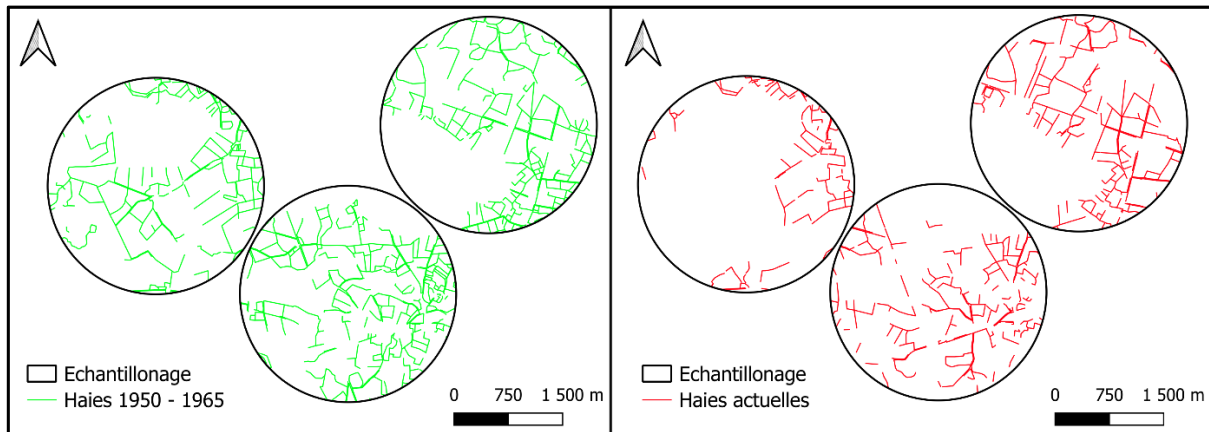 Echantillonage
Haies 1950 - 1965
0 750 1 500 m
Echantillonage
Haies actuelles
0 750 1 500 m